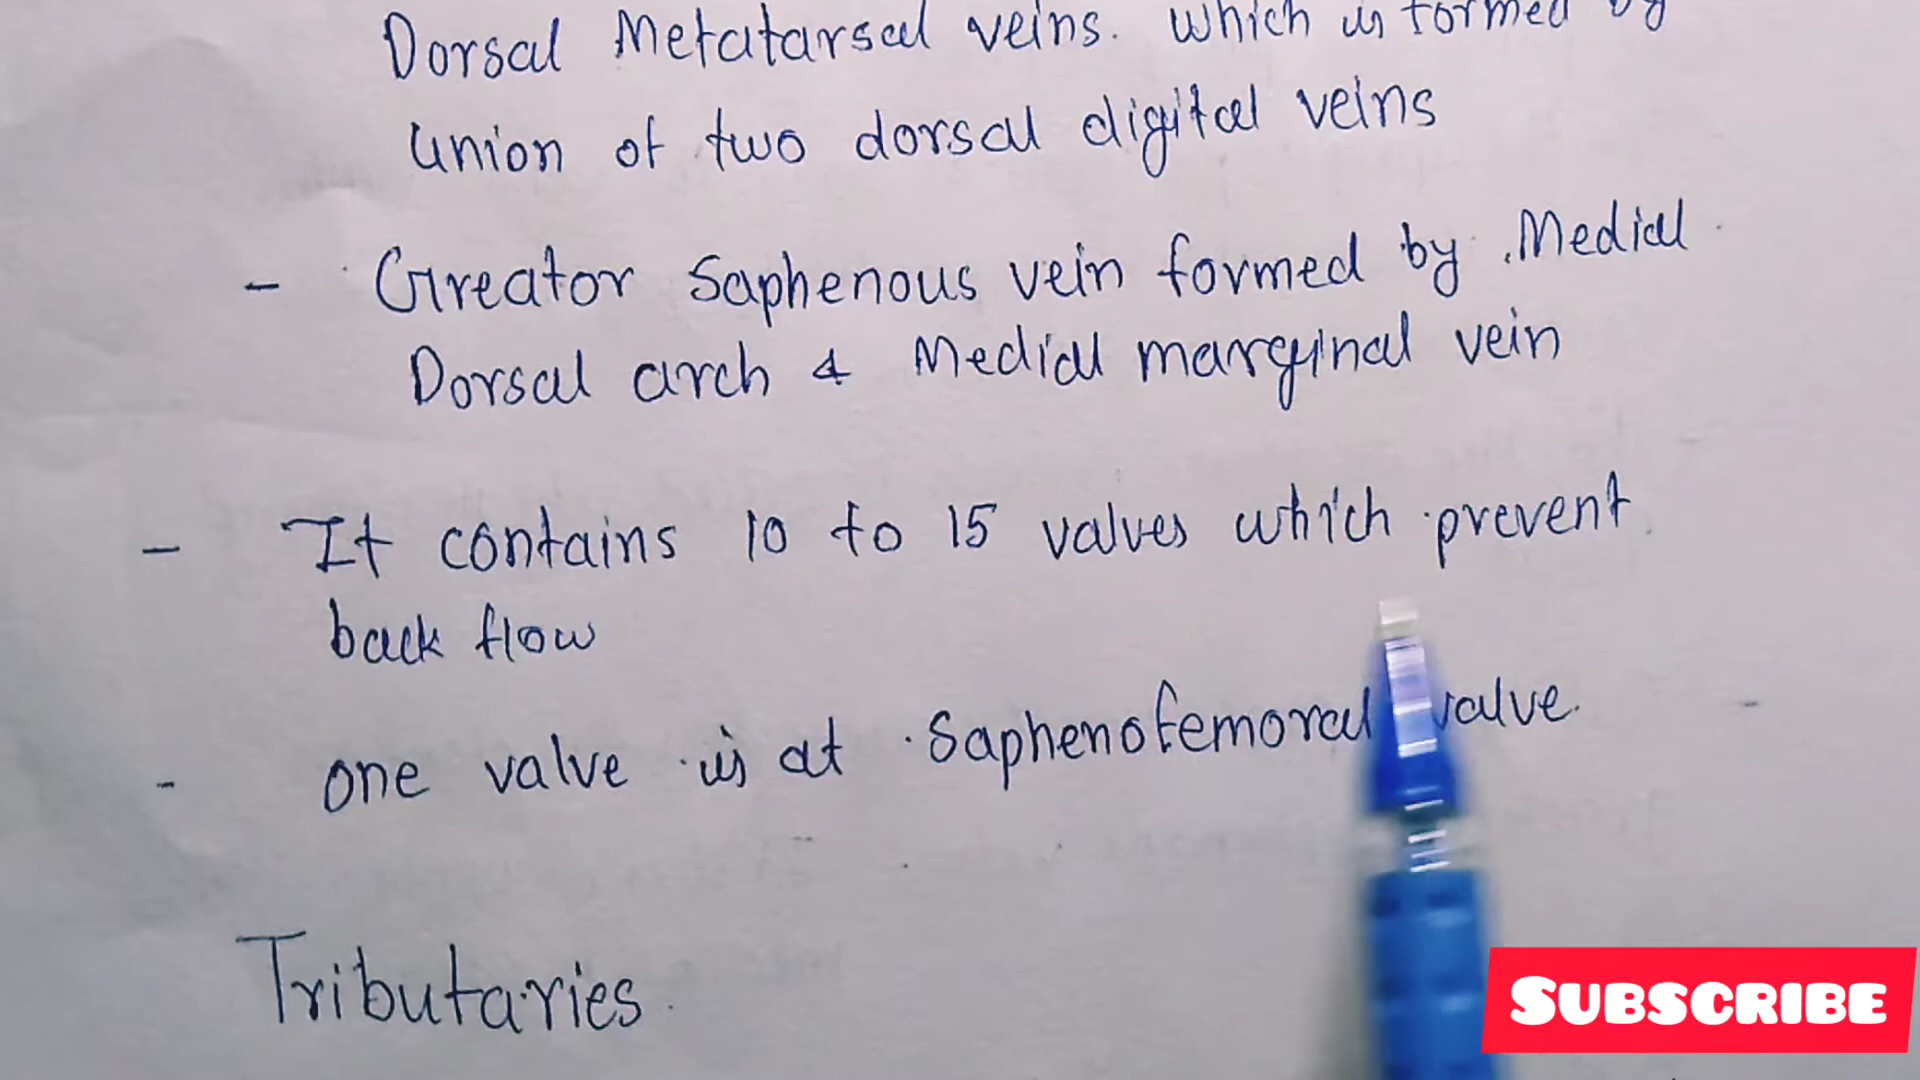 Dorsal Metatarsal veins. which is formed by
union of two dorsal digital veins
- Greator Saphenous vein formed by Medial
Dorsal arch & Medial marginal vein
- It contains 10 to 15 valves which prevent
back flow
- one valve is at Saphenofemoral valve.
Tributaries.
SUBSCRIBE